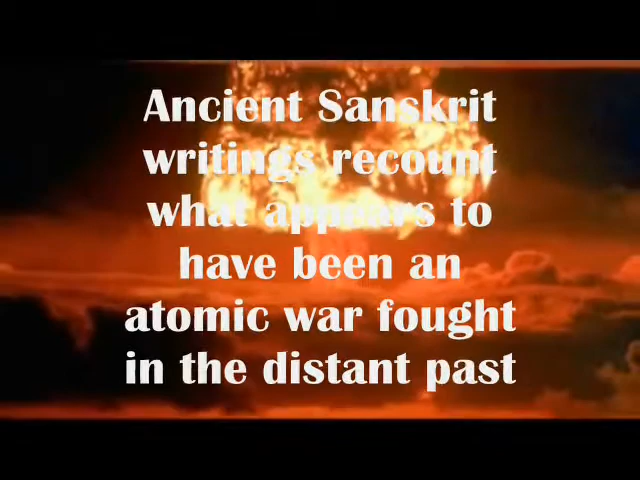 Ancient Sanskrit
writings recount
what appears to
have been an
atomic war fought
in the distant past